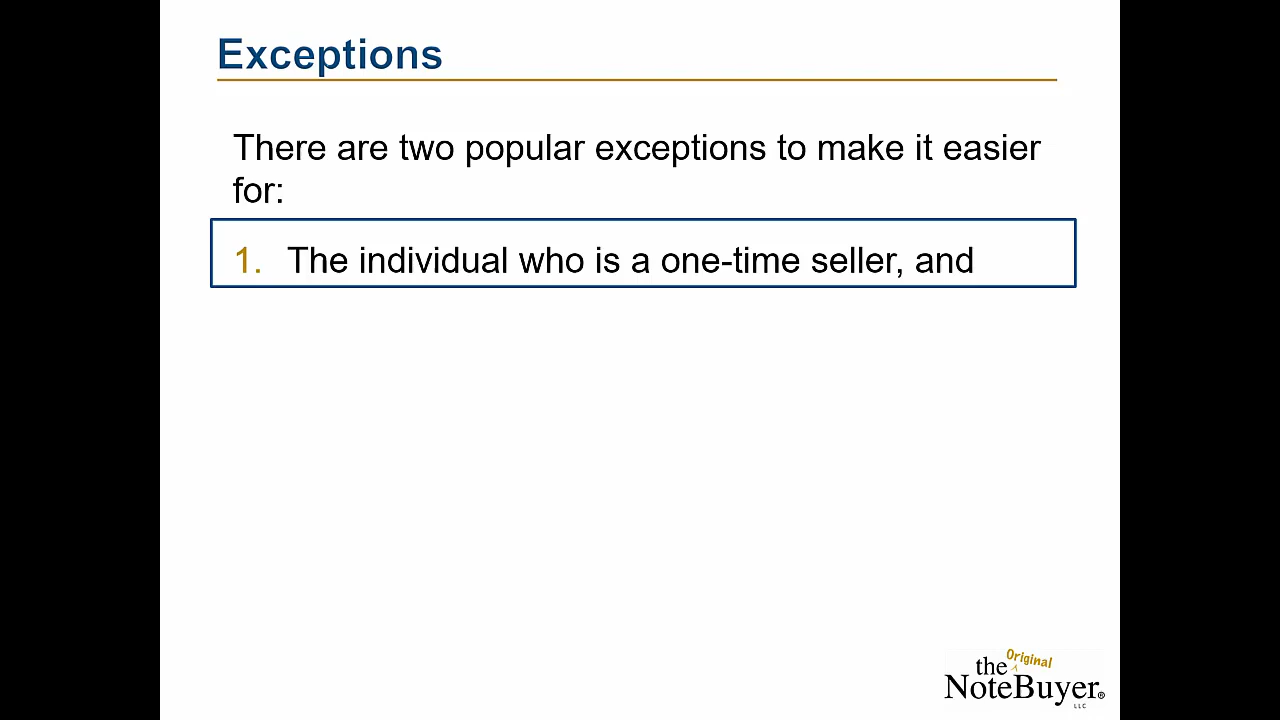 Exceptions
There are two popular exceptions to make it easier
for:
1. The individual who is a one-time seller, and
Original
the
NoteBuyer®
LLC